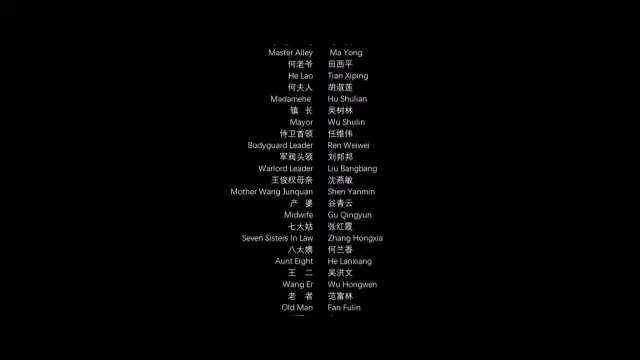 Master Alley Ma Yong
何老爷 田西平
He Lao Tian Xiping
何夫人 胡淑莲
Madamehe Hu Shulian
镇 长 吴树林
Mayor Wu Shulin
侍卫首领 任维伟
Bodyguard Leader Ren Weiwei
军阀头领 刘邦邦
Warlord Leader Liu Bangbang
王俊权母亲 沈燕敏
Mother Wang Junquan Shen Yanmin
产 婆 谷青云
Midwife Gu Qingyun
七大姑 张红霞
Seven Sisters In Law Zhang Hongxia
八大姨 何兰香
Aunt Eight He Lanxiang
王 二 吴洪文
Wang Er Wu Hongwen
老 者 范富林
Old Man Fan Fulin